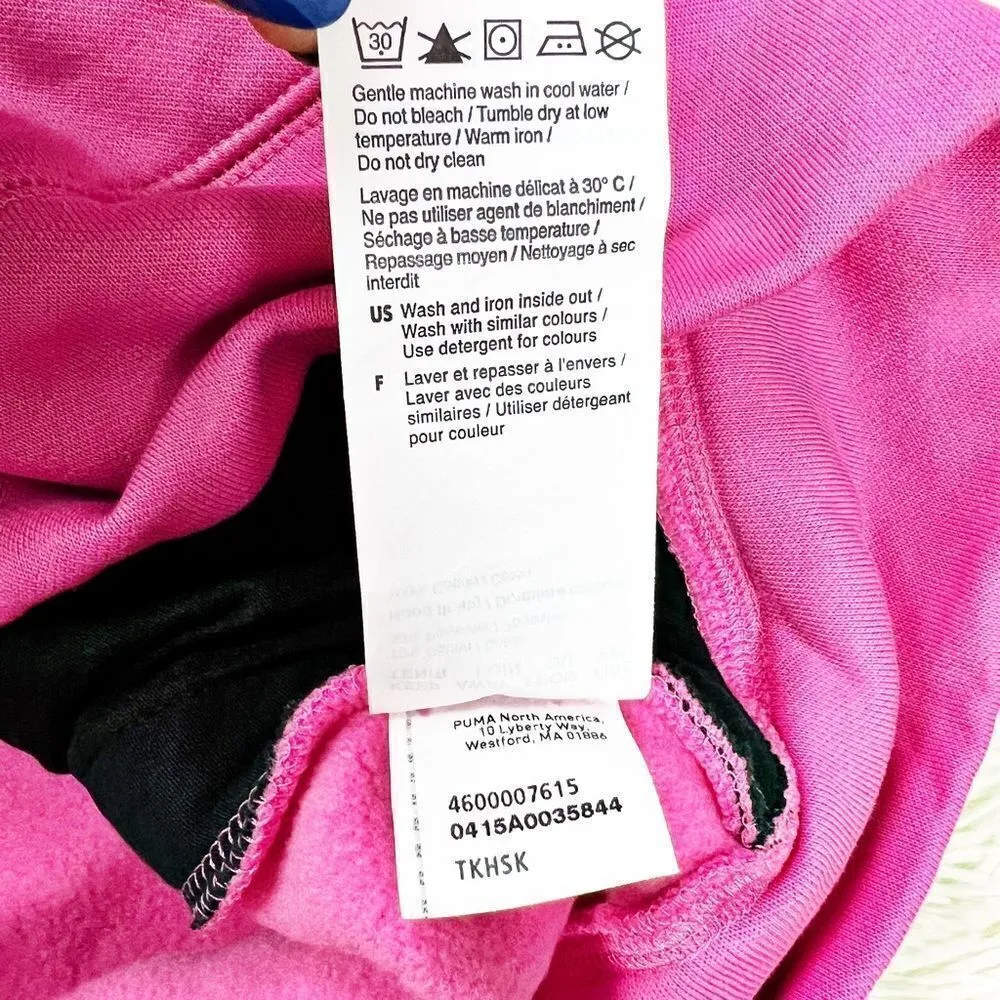 30
Gentle machine wash in cool water /
Do not bleach / Tumble dry at low
temperature / Warm iron /
Do not dry clean
Lavage en machine délicat à 30° C /
Ne pas utiliser agent de blanchiment /
Séchage à basse temperature /
Repassage moyen / Nettoyage à sec
interdit
US Wash and iron inside out /
Wash with similar colours /
Use detergent for colours
F Laver et repasser à l'envers /
Laver avec des couleurs
similaires / Utiliser détergeant
pour couleur
PUMA North America,
10 Lyberty Way
Westford, MA 01886
4600007615
0415A0035844
TKHSK